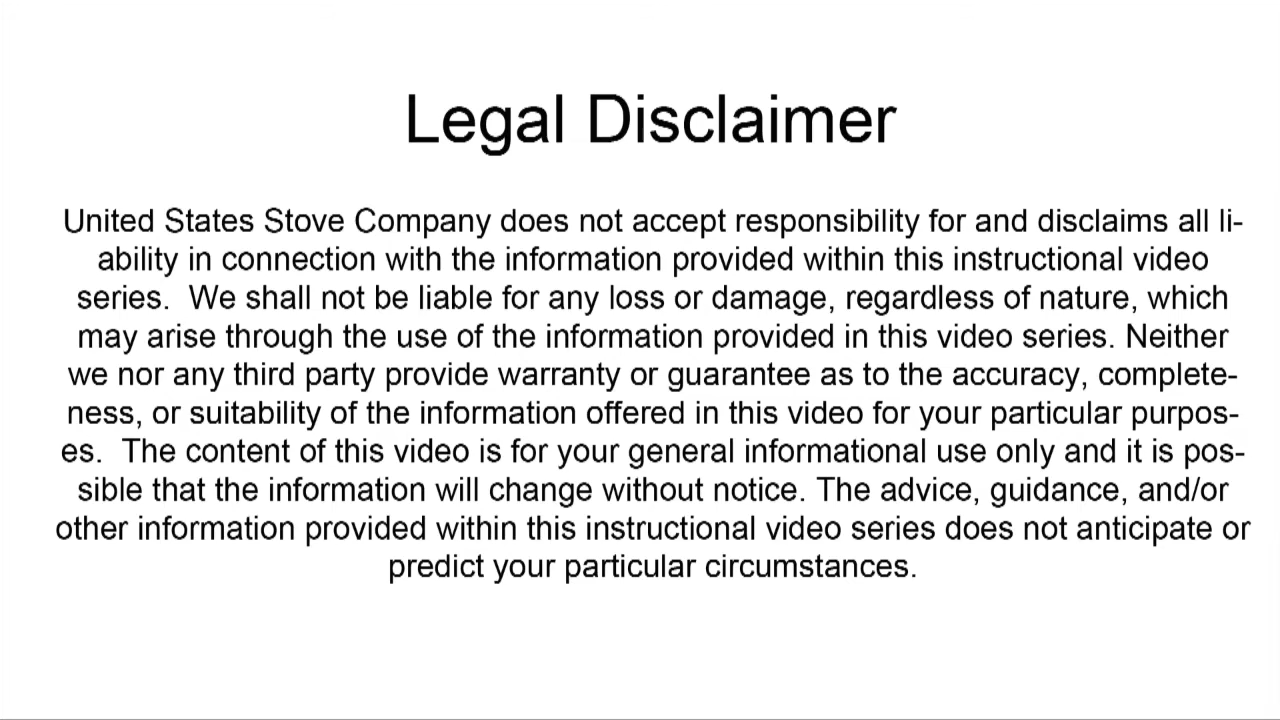 Legal Disclaimer
United States Stove Company does not accept responsibility for and disclaims all li-
ability in connection with the information provided within this instructional video
series.  We shall not be liable for any loss or damage, regardless of nature, which
may arise through the use of the information provided in this video series. Neither
we nor any third party provide warranty or guarantee as to the accuracy, complete-
ness, or suitability of the information offered in this video for your particular purpos-
es.  The content of this video is for your general informational use only and it is pos-
sible that the information will change without notice. The advice, guidance, and/or
other information provided within this instructional video series does not anticipate or
predict your particular circumstances.